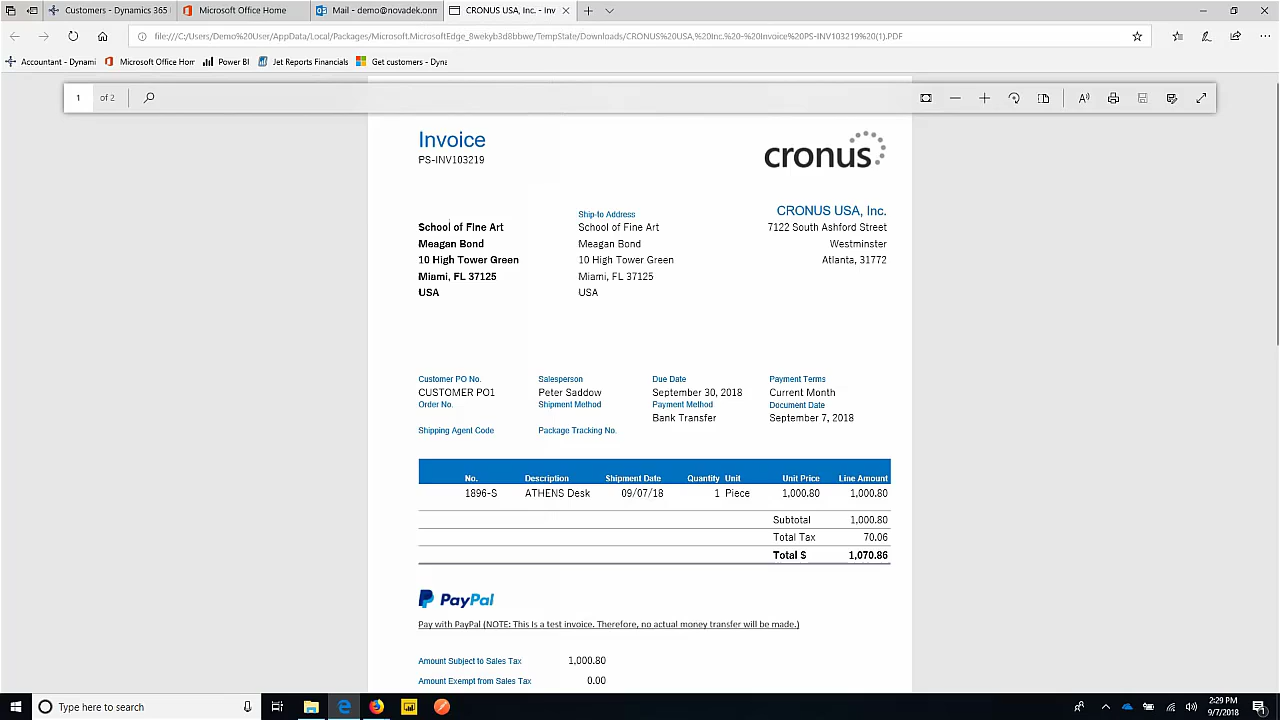 Customers - Dynamics 365
Microsoft Office Home
Mail - demo@novadek.onm
CRONUS USA, Inc. - Inv
file:///C:/Users/Demo%20User/AppData/Local/Packages/Microsoft.MicrosoftEdge_8wekyb3d8bbwe/TempState/Downloads/CRONUS%20USA,%20Inc.%20-%20Invoice%20PS-INV103219%20(1).PDF
Accountant - Dynami
Microsoft Office Hom
Power BI
Jet Reports Financials
Get customers - Dyna
1 of 2
Invoice
PS-INV103219
cronus
School of Fine Art
Meagan Bond
10 High Tower Green
Miami, FL 37125
USA
Ship-to Address
School of Fine Art
Meagan Bond
10 High Tower Green
Miami, FL 37125
USA
CRONUS USA, Inc.
7122 South Ashford Street
Westminster
Atlanta, 31772
Customer PO No. Salesperson Due Date Payment Terms
CUSTOMER PO1 Peter Saddow September 30, 2018 Current Month
Order No. Shipment Method Payment Method Document Date
Bank Transfer September 7, 2018
Shipping Agent Code Package Tracking No.
No. Description Shipment Date Quantity Unit Unit Price Line Amount
1896-S ATHENS Desk 09/07/18 1 Piece 1,000.80 1,000.80
Subtotal 1,000.80
Total Tax 70.06
Total $ 1,070.86
PayPal
Pay with PayPal (NOTE: This is a test invoice. Therefore, no actual money transfer will be made.)
Amount Subject to Sales Tax 1,000.80
Amount Exempt from Sales Tax 0.00
Type here to search
2:29 PM
9/7/2018